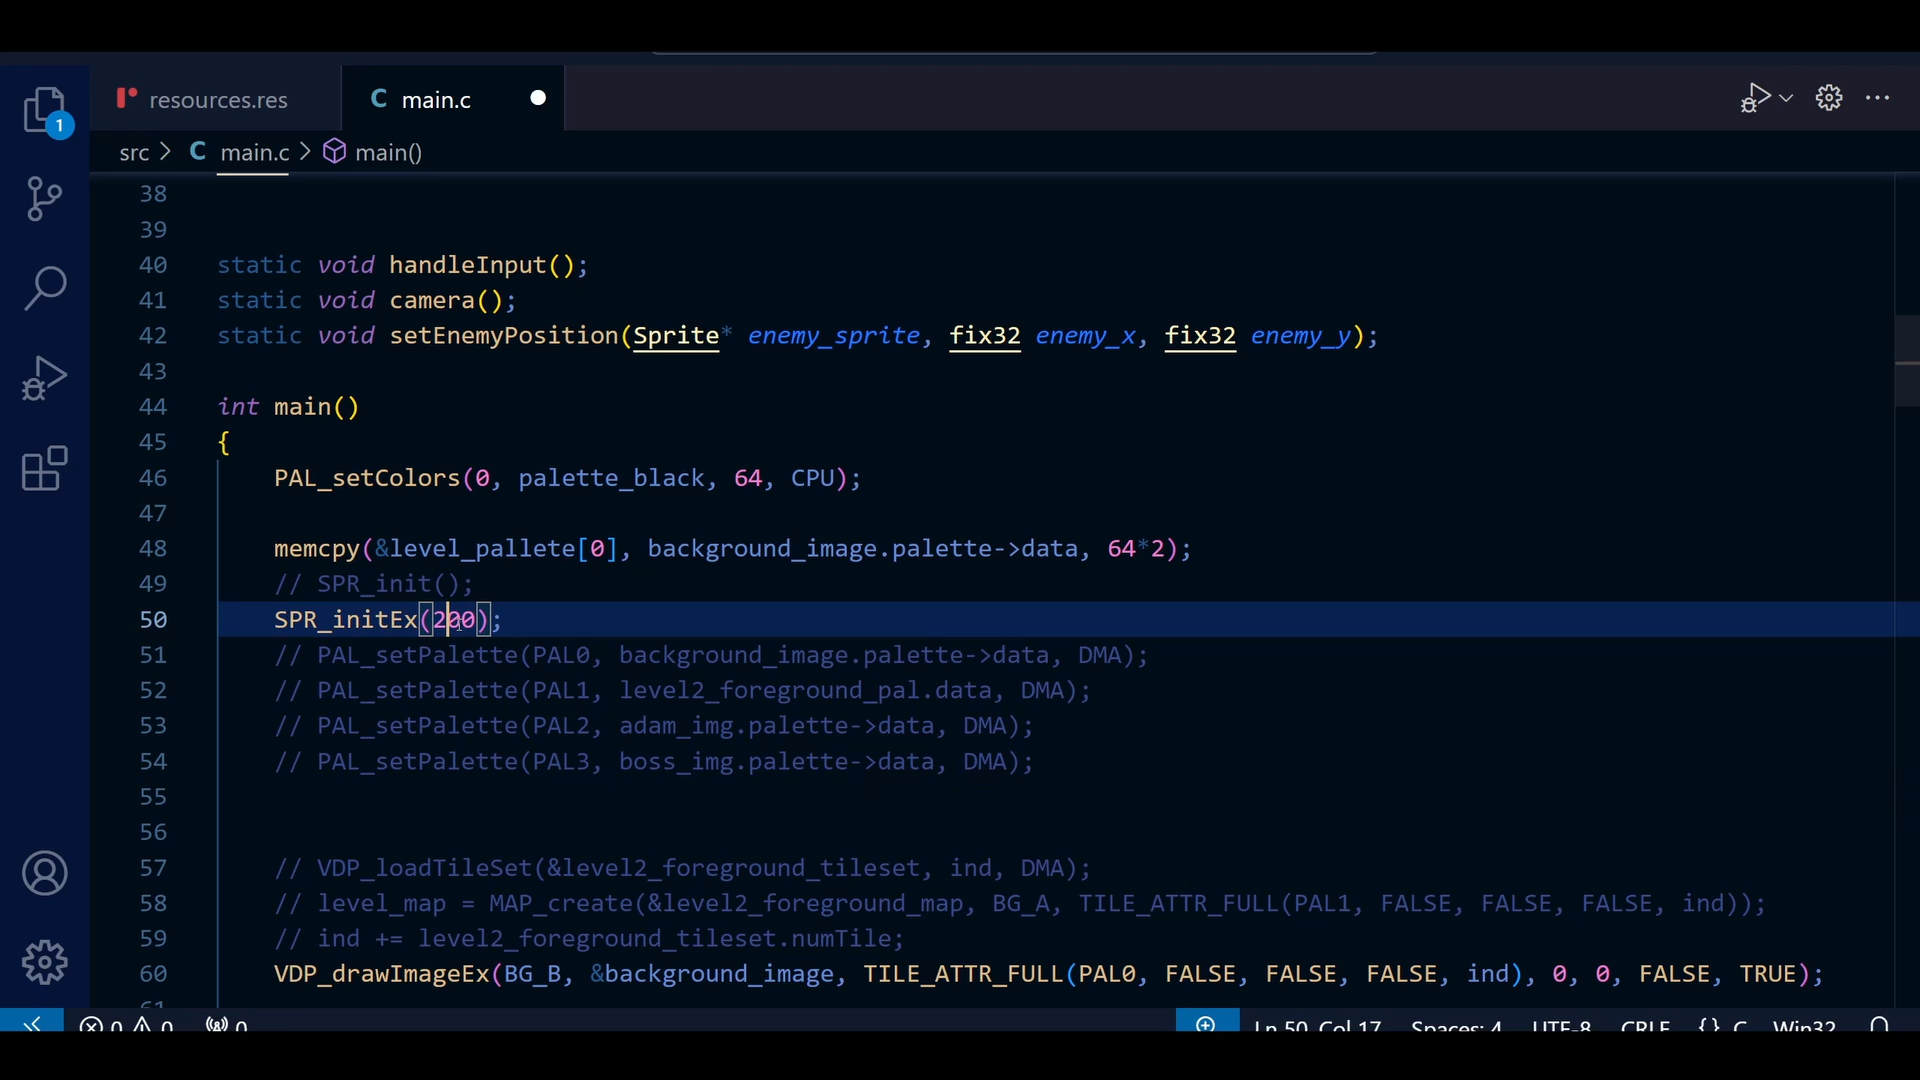 resources.res
C main.c
1
src > C main.c > main()
38
39
40 static void handleInput();
41 static void camera();
42 static void setEnemyPosition(Sprite* enemy_sprite, fix32 enemy_x, fix32 enemy_y);
43
44 int main()
45 {
46 PAL_setColors(0, palette_black, 64, CPU);
47
48 memcpy(&level_pallete[0], background_image.palette->data, 64*2);
49 // SPR_init();
50 SPR_initEx(200);
51 // PAL_setPalette(PAL0, background_image.palette->data, DMA);
52 // PAL_setPalette(PAL1, level2_foreground_pal.data, DMA);
53 // PAL_setPalette(PAL2, adam_img.palette->data, DMA);
54 // PAL_setPalette(PAL3, boss_img.palette->data, DMA);
55
56
57 // VDP_loadTileSet(&level2_foreground_tileset, ind, DMA);
58 // level_map = MAP_create(&level2_foreground_map, BG_A, TILE_ATTR_FULL(PAL1, FALSE, FALSE, FALSE, ind));
59 // ind += level2_foreground_tileset.numTile;
60 VDP_drawImageEx(BG_B, &background_image, TILE_ATTR_FULL(PAL0, FALSE, FALSE, FALSE, ind), 0, 0, FALSE, TRUE);
61
0 0 0 Ln 50, Col 17 Spaces: 4 UTF-8 CRLF {} C Win32